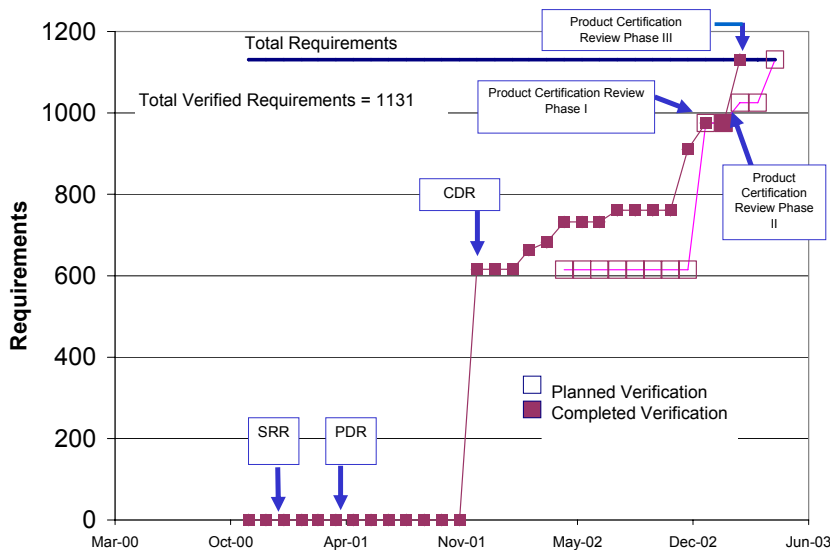 Product Certification
Review Phase III
1200
Total Requirements
Total Verified Requirements = 1131
Product Certification Review
Phase I
1000
Product
Certification
Review Phase
II
CDR
800
600
Requirements
400
Planned Verification
Completed Verification
SRR
PDR
200
0
Mar-00
Oct-00
Apr-01
Nov-01
May-02
Dec-02
Jun-03